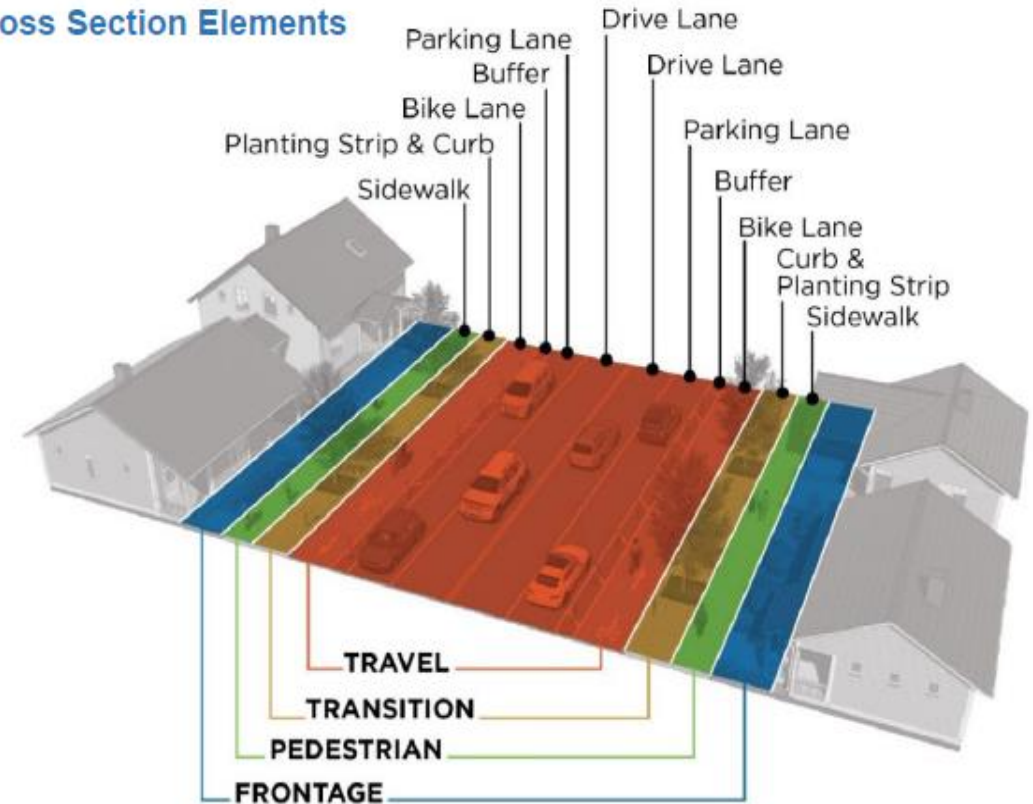 oss Section Elements
Drive Lane
Parking Lane
Drive Lane
Buffer
Bike Lane
Parking Lane
Planting Strip & Curb
Buffer
Sidewalk
Bike Lane
Curb &
Planting Strip
Sidewalk
TRAVEL
TRANSITION
PEDESTRIAN
FRONTAGE